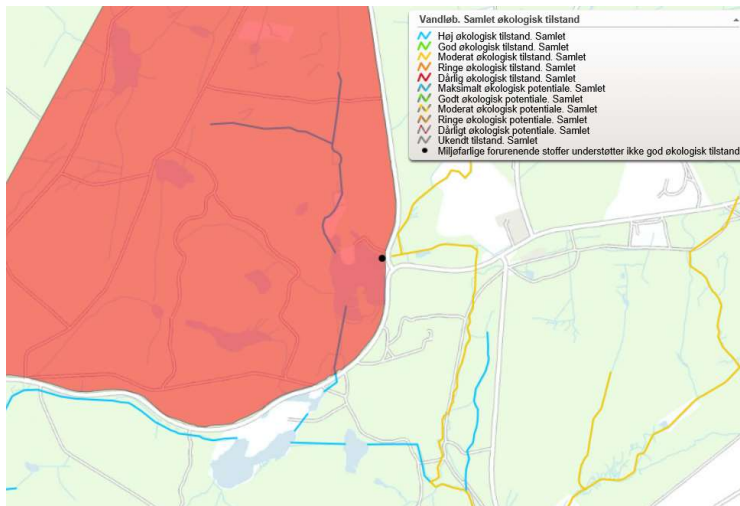 Vandløb. Samlet økologisk tilstand
Høj økologisk tilstand. Samlet
God økologisk tilstand. Samlet
Moderat økologisk tilstand. Samlet
Ringe økologisk tilstand. Samlet
Dårlig økologisk tilstand. Samlet
Maksimalt økologisk potentiale. Samlet
Godt økologisk potentiale. Samlet
Moderat økologisk potentiale. Samlet
Ringe økologisk potentiale. Samlet
Dårligt økologisk potentiale. Samlet
Ukendt tilstand. Samlet
Miljøfarlige forurenende stoffer understøtter ikke god økologisk tilstand